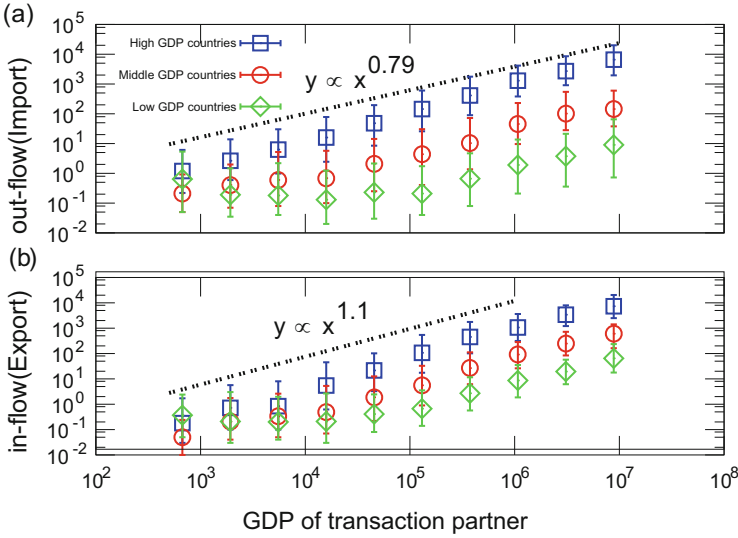 (a)
10^5
10^4
10^3
10^2
10^1
10^0
10^-1
10^-2
out-flow(Import)
High GDP countries
Middle GDP countries
Low GDP countries
y ∝ x^0.79
(b)
10^5
10^4
10^3
10^2
10^1
10^0
10^-1
10^-2
in-flow(Export)
y ∝ x^1.1
10^2 10^3 10^4 10^5 10^6 10^7 10^8
GDP of transaction partner